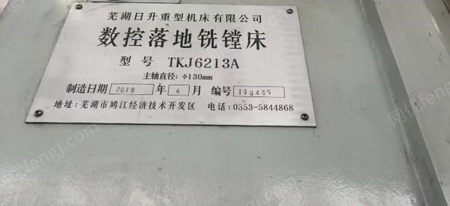 芜湖日升重型机床有限公司
数控落地铣镗床
型号 TKJ6213A
主轴直径：Φ130mm
制造日期 2019 年 4 月 编号
地址：芜湖市鸠江经济技术开发区 电话：0553-5844868